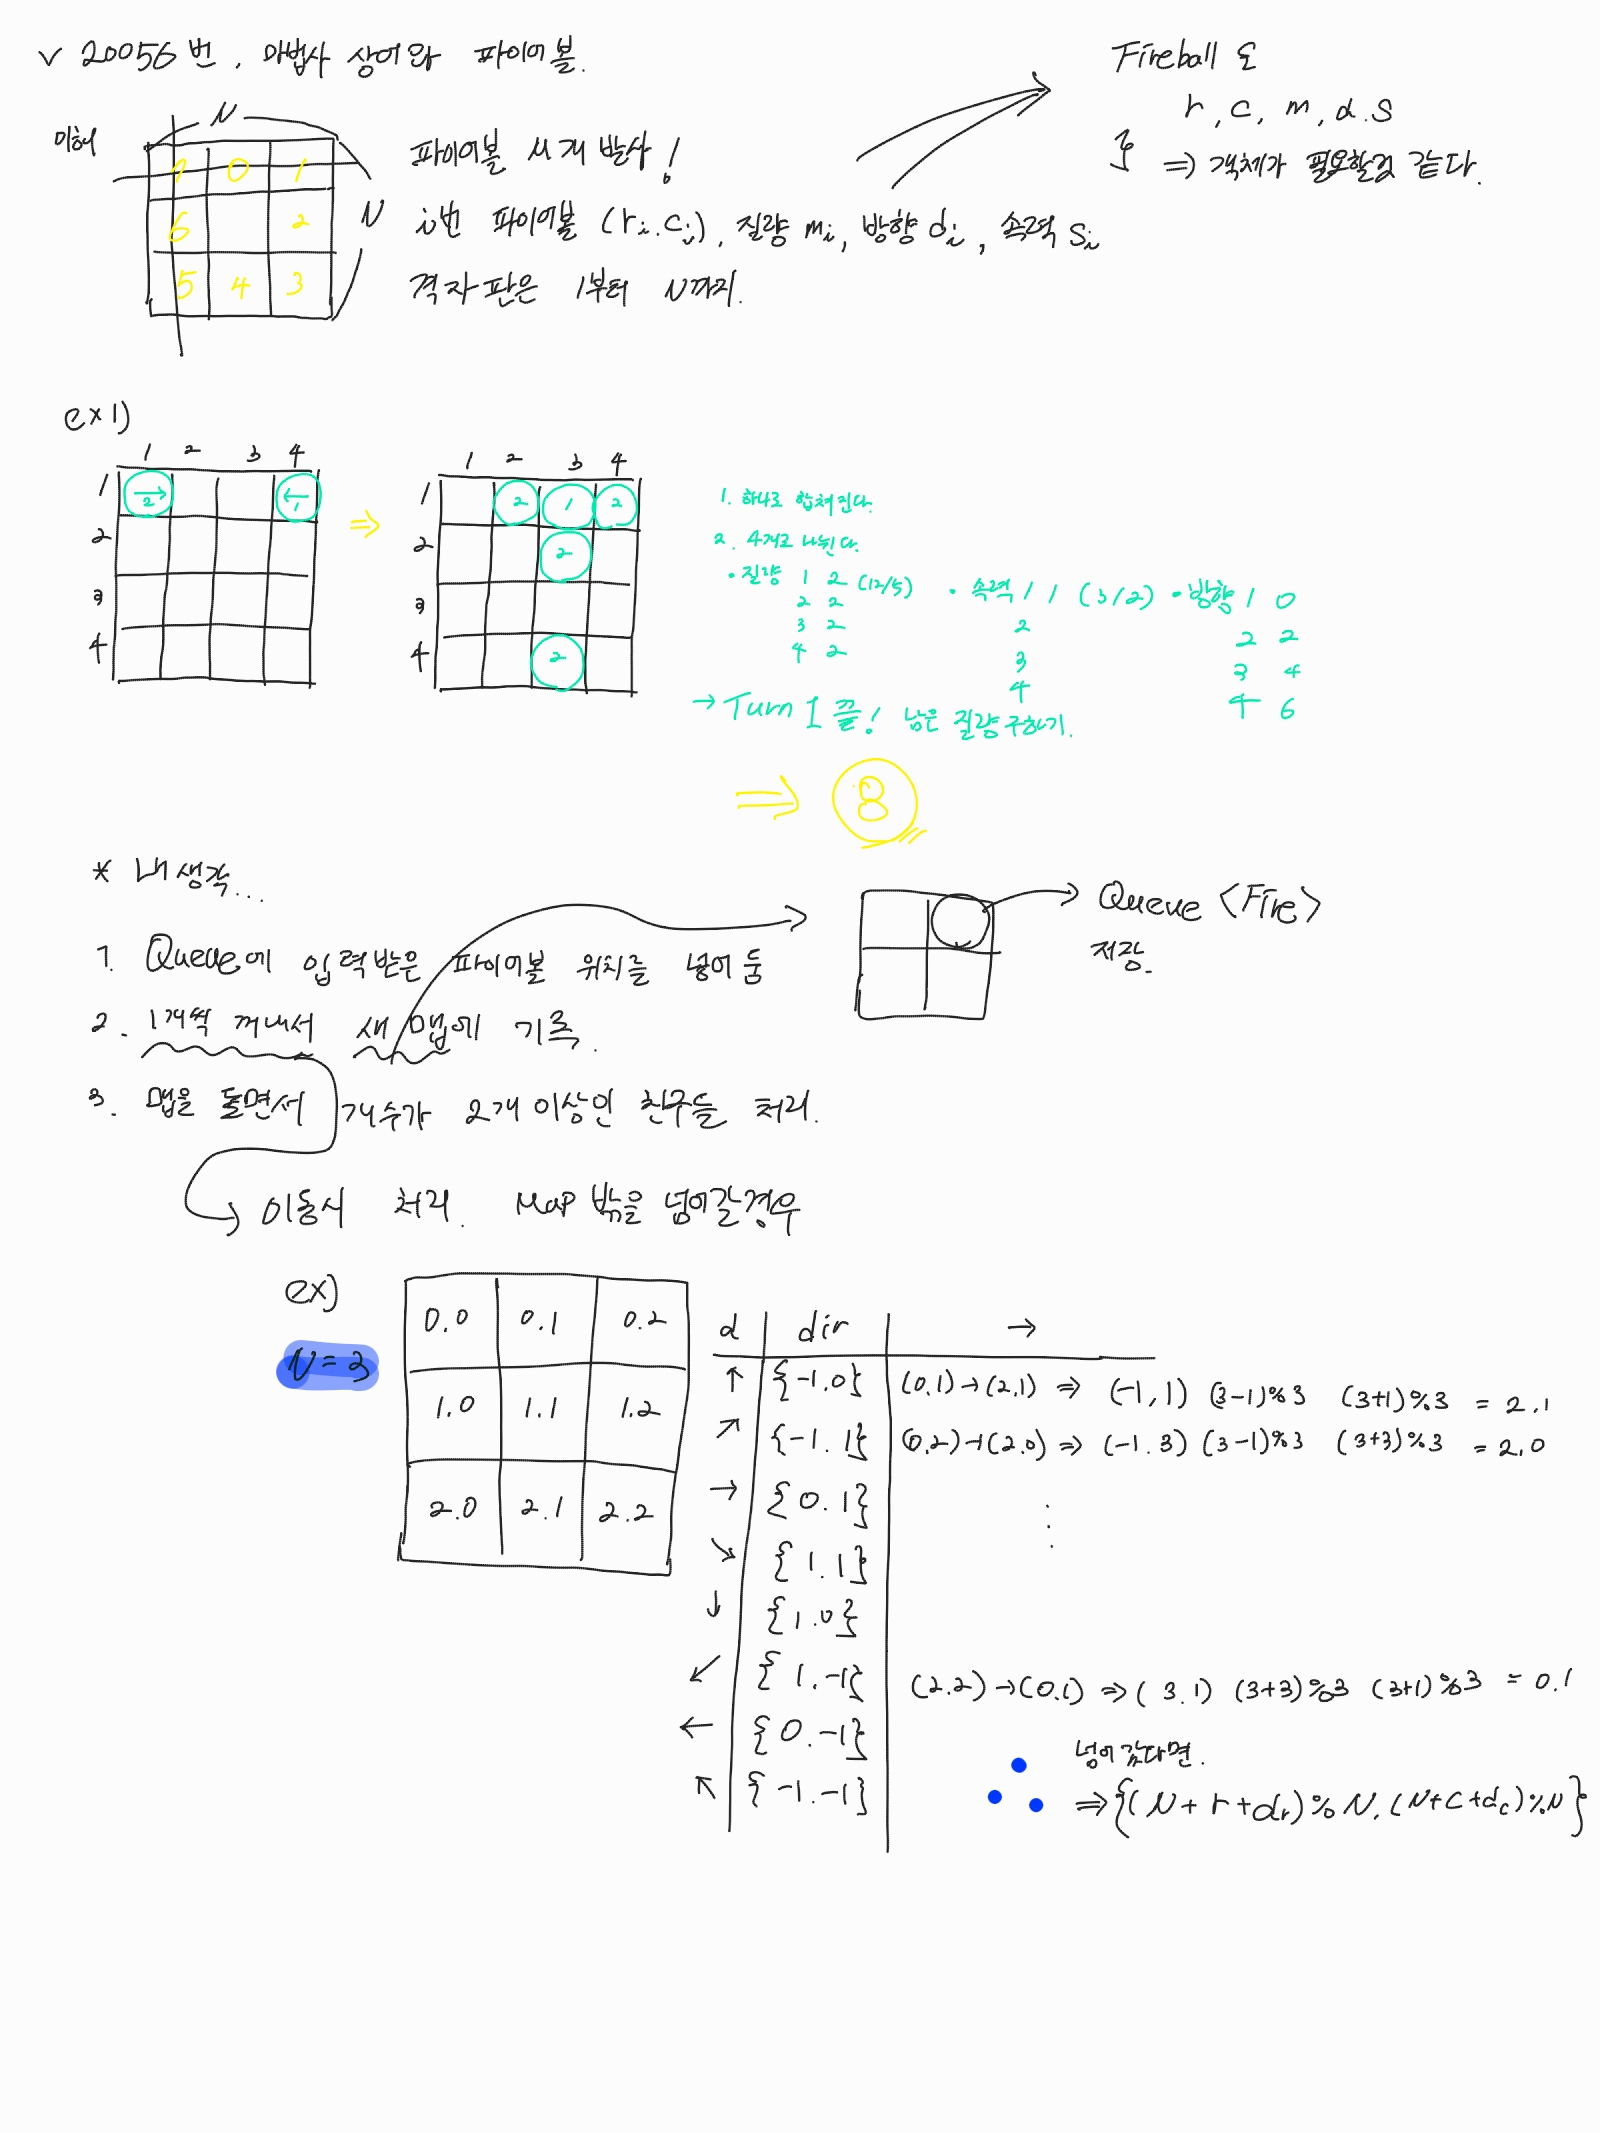 ✓ 20056번. 마법사 상어와 파이어볼.
이해
N
7 0 1
6 2
5 4 3
N
파이어볼 M개 발사!
i번 파이어볼 (ri.ci), 질량 mi, 방향 di, 속력 si
격자판은 1부터 N까지.
Fireball 은
r, c, m, d. s
⇒ 객체가 필요할것 같다.
ex1)
1 2 3 4
1 → 2 ← 1
2
3
4
⇒
1 2 3 4
1 2 1 2
2 2
3
4 2
1. 하나로 합쳐진다.
2. 4개로 나뉜다.
· 질량 1 2 (12/5) · 속력 1 1 (3/2) · 방향 1 0
2 2 2 2 2
3 2 3 3 4
4 2 4 4 6
→ Turn 1 끝! 남은 질량구하기.
⇒ 8
* 내생각...
1. Queue에 입력받은 파이어볼 위치를 넣어둠
2. 1개씩 꺼내서 새 맵에 기록.
3. 맵을 돌면서 개수가 2개 이상인 친구들 처리.
Queue <Fire>
저장.
이동시 처리. Map 밖을 넘어갈경우
ex)
N=3
0.0 0.1 0.2
1.0 1.1 1.2
2.0 2.1 2.2
d dir →
↑ {-1.0} (0.1)→(2.1) ⇒ (-1,1) (3-1)%3 (3+1)%3 = 2.1
↗ {-1.1} (0.2)→(2.0) ⇒ (-1.3) (3-1)%3 (3+3)%3 = 2.0
→ {0.1}
↘ {1.1}
↓ {1.0}
↙ {1.-1} (2.2)→(0.1) ⇒ (3.1) (3+3)%3 (3+1)%3 = 0.1
← {0.-1}
↖ {-1.-1}
넘어갔다면.
⇒ {(N+r+dr)%N. (N+c+dc)%N}